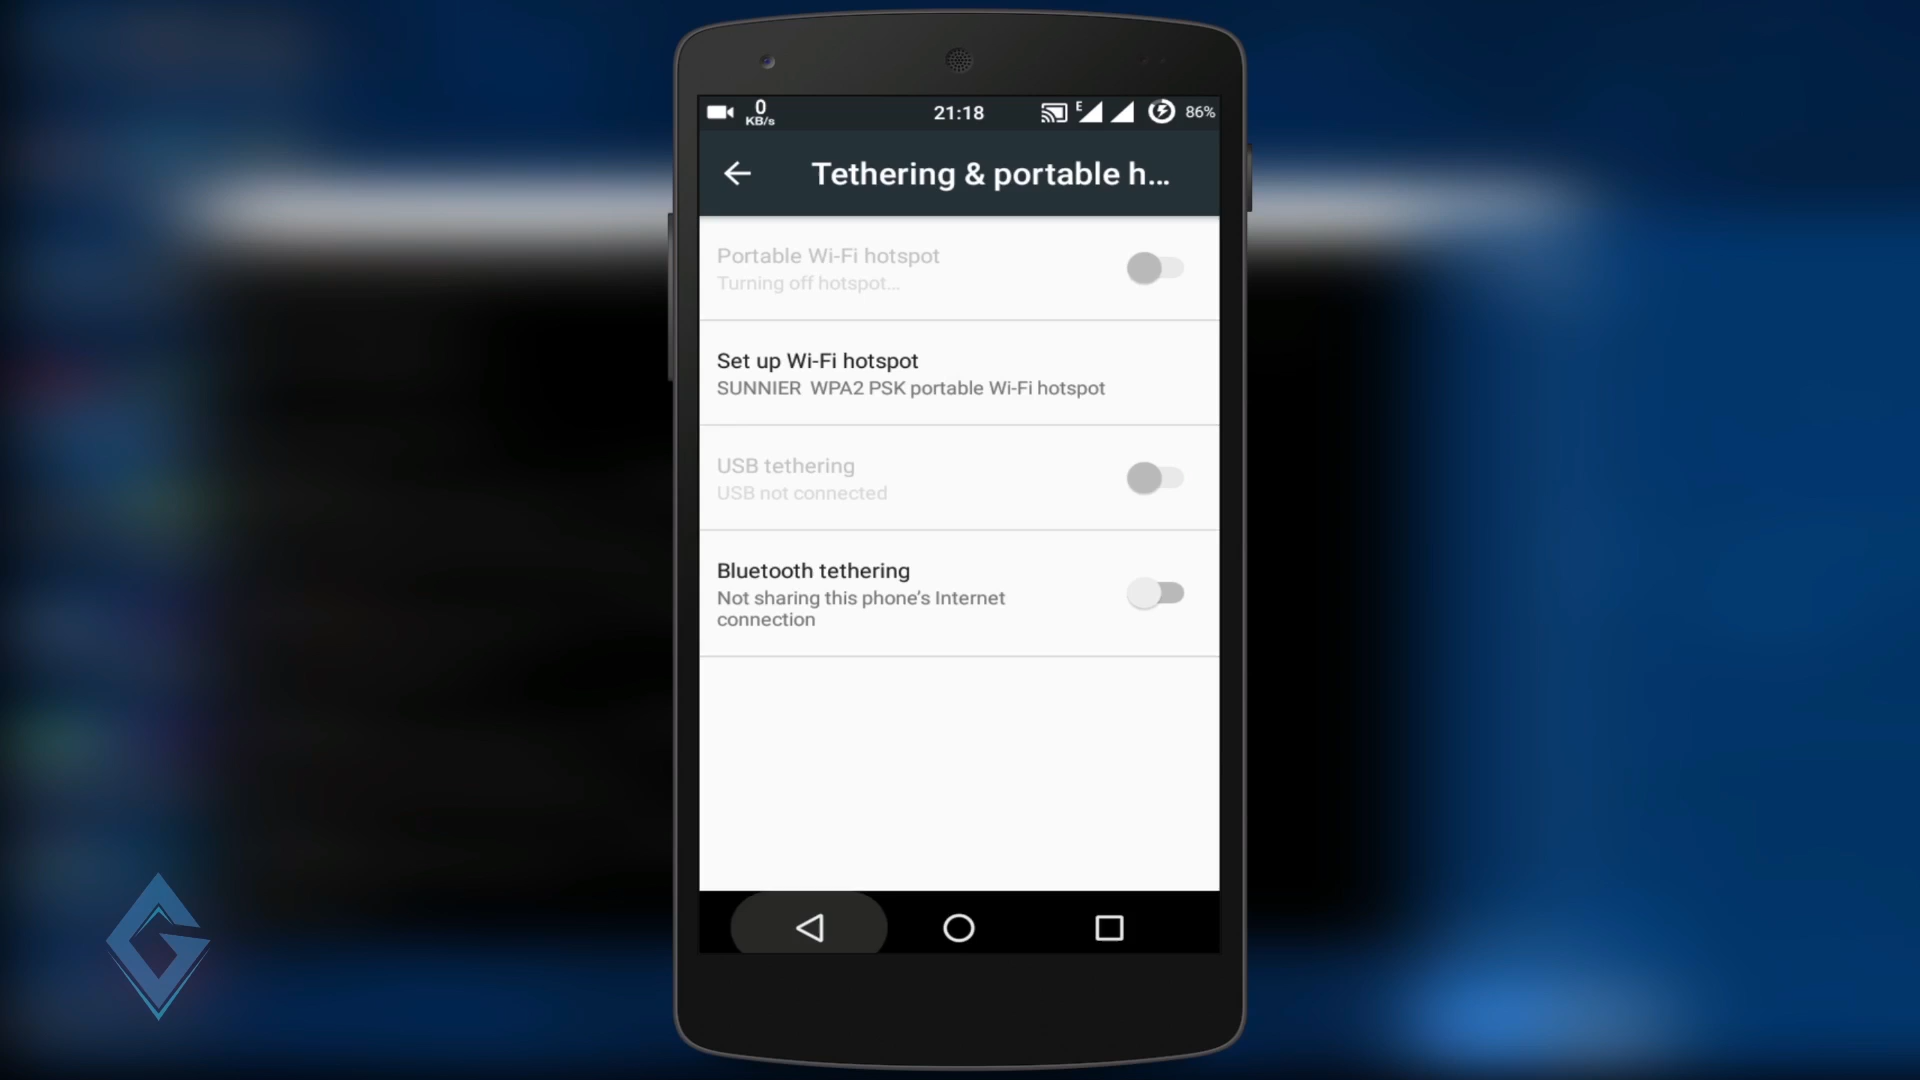 0
KB/s
21:18
E
86%
Tethering & portable h...
Portable Wi-Fi hotspot
Turning off hotspot...
Set up Wi-Fi hotspot
SUNNIER WPA2 PSK portable Wi-Fi hotspot
USB tethering
USB not connected
Bluetooth tethering
Not sharing this phone’s Internet
connection